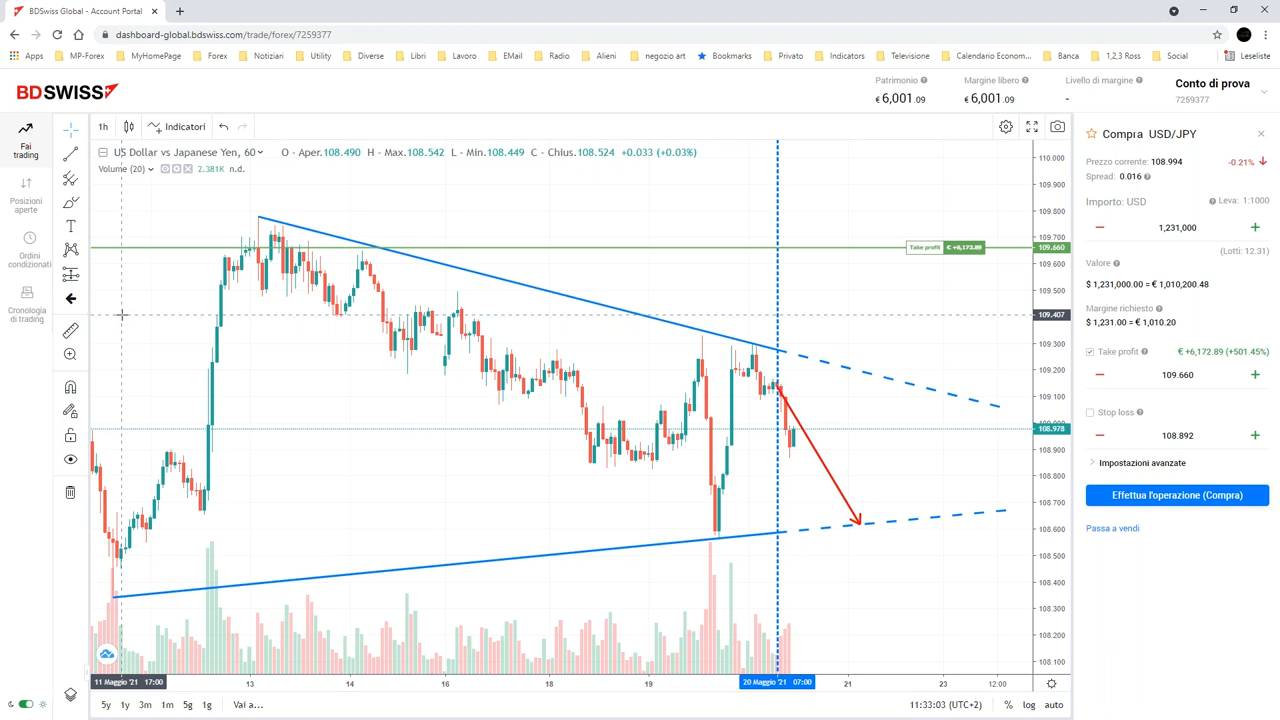 BDSwiss Global - Account Portal
dashboard-global.bdswiss.com/trade/forex/7259377
Apps MP-Forex MyHomePage Forex Notiziari Utility Diverse Libri Lavoro EMail Radio Alieni negozio art Bookmarks Privato Indicators Televisione Calendario Econom... Banca 1,2,3 Ross Social Leseliste
BDSWISS
Patrimonio
€ 6,001.09
Margine libero
€ 6,001.09
Livello di margine
-
Conto di prova
7259377
Fai
trading
Posizioni
aperte
Ordini
condizionati
Cronologia
di trading
1h Indicatori
US Dollar vs Japanese Yen, 60 O - Aper.108.490 H - Max.108.542 L - Min.108.449 C - Chius.108.524 +0.033 (+0.03%)
Volume (20) 2.381K n.d.
Take profit € +6,173.89
110.000
109.900
109.800
109.700
109.660
109.600
109.500
109.407
109.300
109.200
109.100
108.978
108.900
108.800
108.700
108.600
108.500
108.400
108.300
108.200
108.100
11 Maggio '21 17:00 13 14 16 18 19 20 Maggio '21 07:00 21 23 12:00
5y 1y 3m 1m 5g 1g Vai a... 11:33:03 (UTC+2) % log auto
Compra USD/JPY
Prezzo corrente: 108.994 -0.21%
Spread: 0.016
Importo: USD Leva: 1:1000
1,231,000
(Lotti: 12.31)
Valore
$ 1,231,000.00 = € 1,010,200.48
Margine richiesto
$ 1,231.00 = € 1,010.20
Take profit € +6,172.89 (+501.45%)
109.660
Stop loss
108.892
Impostazioni avanzate
Effettua l'operazione (Compra)
Passa a vendi